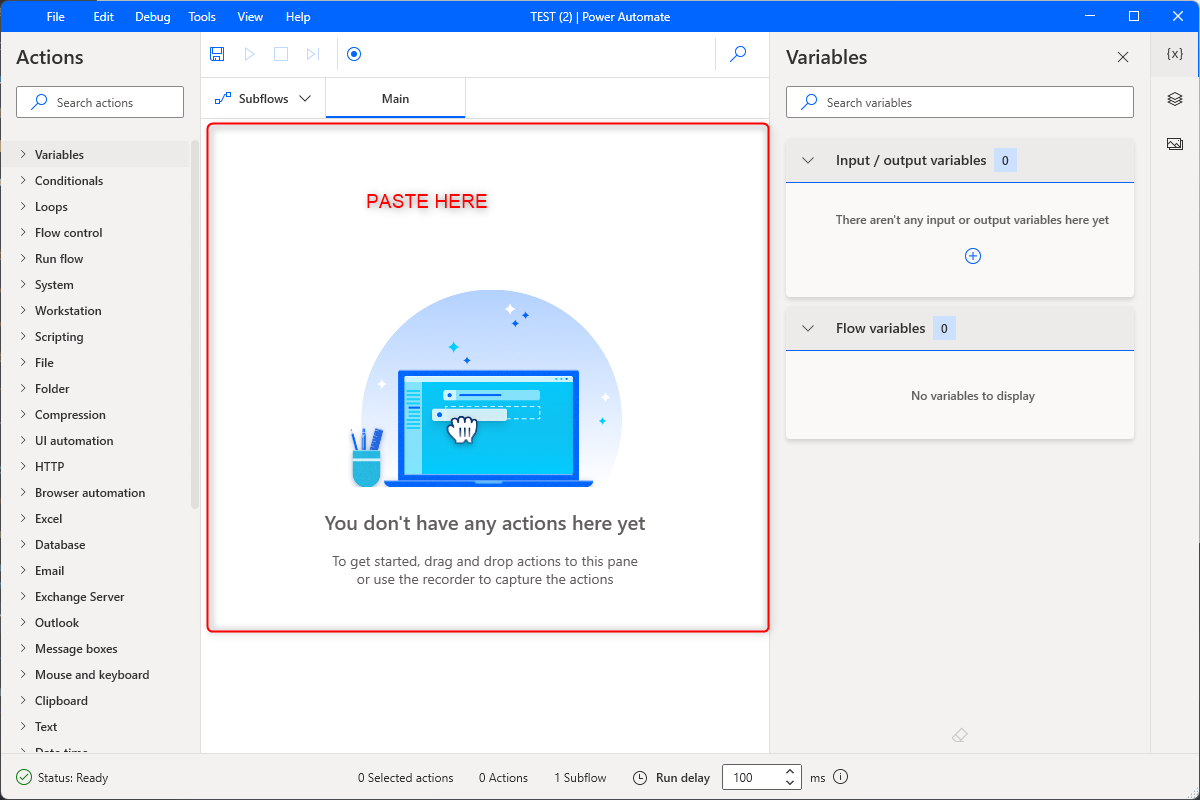 File Edit Debug Tools View Help TEST (2) | Power Automate
Actions
Search actions
Variables
Conditionals
Loops
Flow control
Run flow
System
Workstation
Scripting
File
Folder
Compression
UI automation
HTTP
Browser automation
Excel
Database
Email
Exchange Server
Outlook
Message boxes
Mouse and keyboard
Clipboard
Text
Date time
Subflows Main
PASTE HERE
You don't have any actions here yet
To get started, drag and drop actions to this pane
or use the recorder to capture the actions
Variables
{x}
Search variables
Input / output variables 0
There aren't any input or output variables here yet
Flow variables 0
No variables to display
Status: Ready 0 Selected actions 0 Actions 1 Subflow Run delay 100 ms